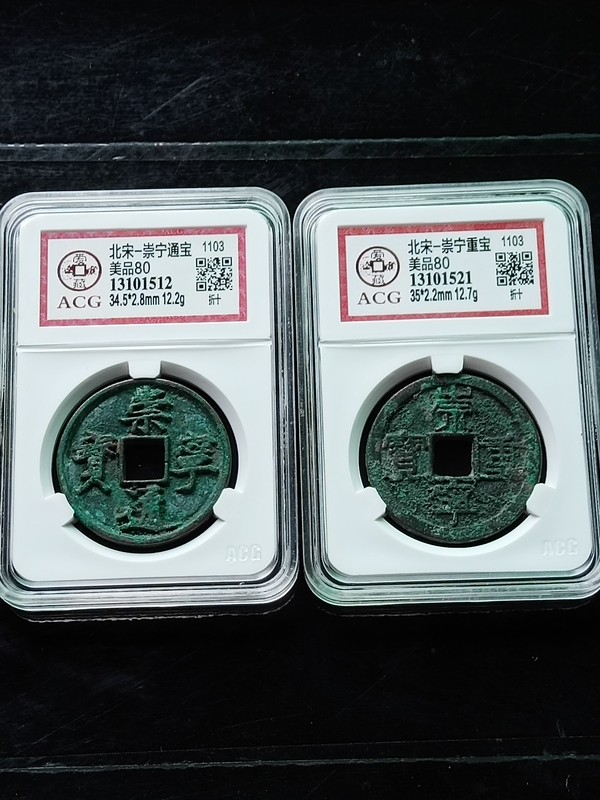 北宋-崇宁通宝 1103
美品80
13101512
ACG 34.5*2.8mm 12.2g 折十
崇
寶 寧
通
ACG
北宋-崇宁重宝 1103
美品80
13101521
ACG 35*2.2mm 12.7g 折十
崇
寶 重
寧
ACG